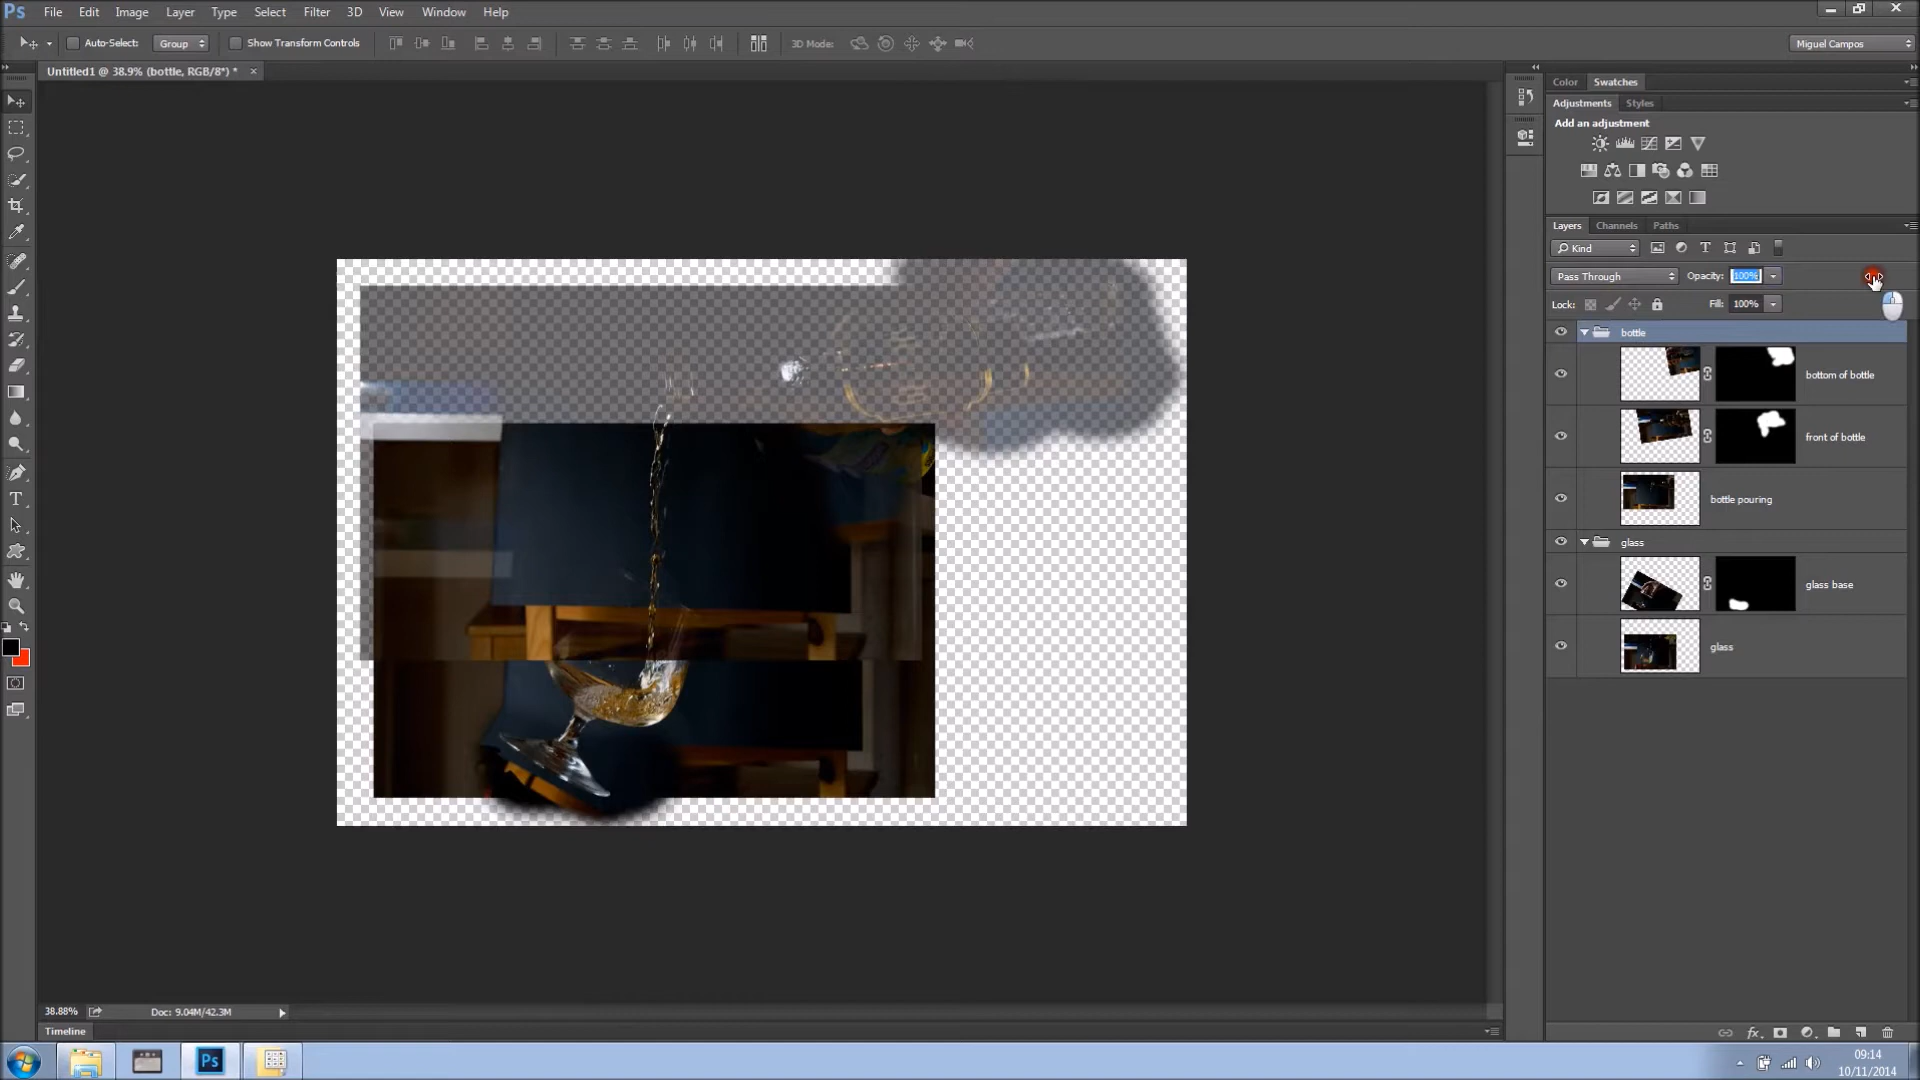 Ps File Edit Image Layer Type Select Filter 3D View Window Help
Auto-Select: Group Show Transform Controls 3D Mode: Miguel Campos
Untitled1 @ 38.9% (bottle, RGB/8*) * ×
Color Swatches
Adjustments Styles
Add an adjustment
Layers Channels Paths
Kind
Pass Through Opacity: 100%
Lock: Fill: 100%
bottle
bottom of bottle
front of bottle
bottle pouring
glass
glass base
glass
38.88% Doc: 9.04M/42.3M
Timeline
fx
Ps
09:14
10/11/2014